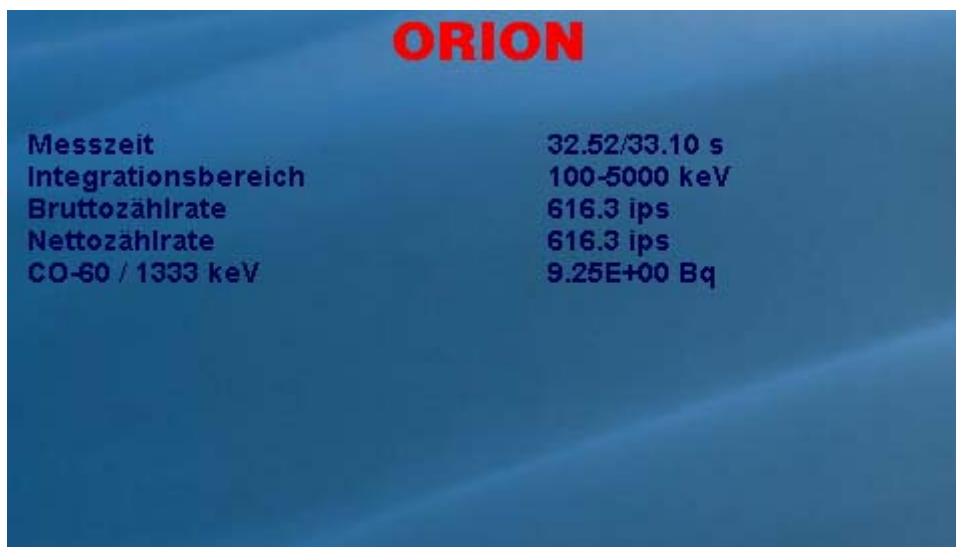 ORION
Messzeit 32.52/33.10 s
Integrationsbereich 100-5000 keV
Bruttozählrate 616.3 ips
Nettozählrate 616.3 ips
CO-60 / 1333 keV 9.25E+00 Bq